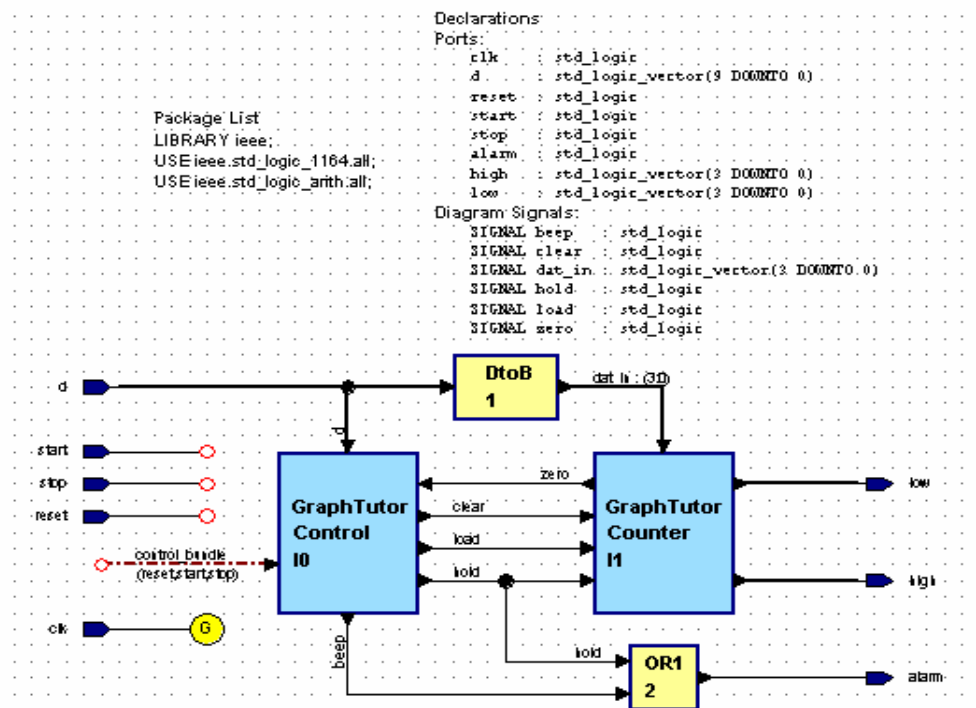 Declarations
Ports:
clk : std_logic
d : std_logic_vector(9 DOWNTO 0)
reset : std_logic
start : std_logic
stop : std_logic
alarm : std_logic
high : std_logic_vector(3 DOWNTO 0)
low : std_logic_vector(3 DOWNTO 0)
Diagram Signals:
SIGNAL beep : std_logic
SIGNAL clear : std_logic
SIGNAL dat_in : std_logic_vector(3 DOWNTO 0)
SIGNAL hold : std_logic
SIGNAL load : std_logic
SIGNAL zero : std_logic
Package List
LIBRARY ieee;
USE ieee.std_logic_1164.all;
USE ieee.std_logic_arith.all;
d
DtoB
1
dat_in : (3:0)
d
start
stop
reset
control_bundle
(reset,start,stop)
clk
G
GraphTutor
Control
I0
zero
clear
load
hold
GraphTutor
Counter
I1
low
high
beep
hold
OR1
2
alarm